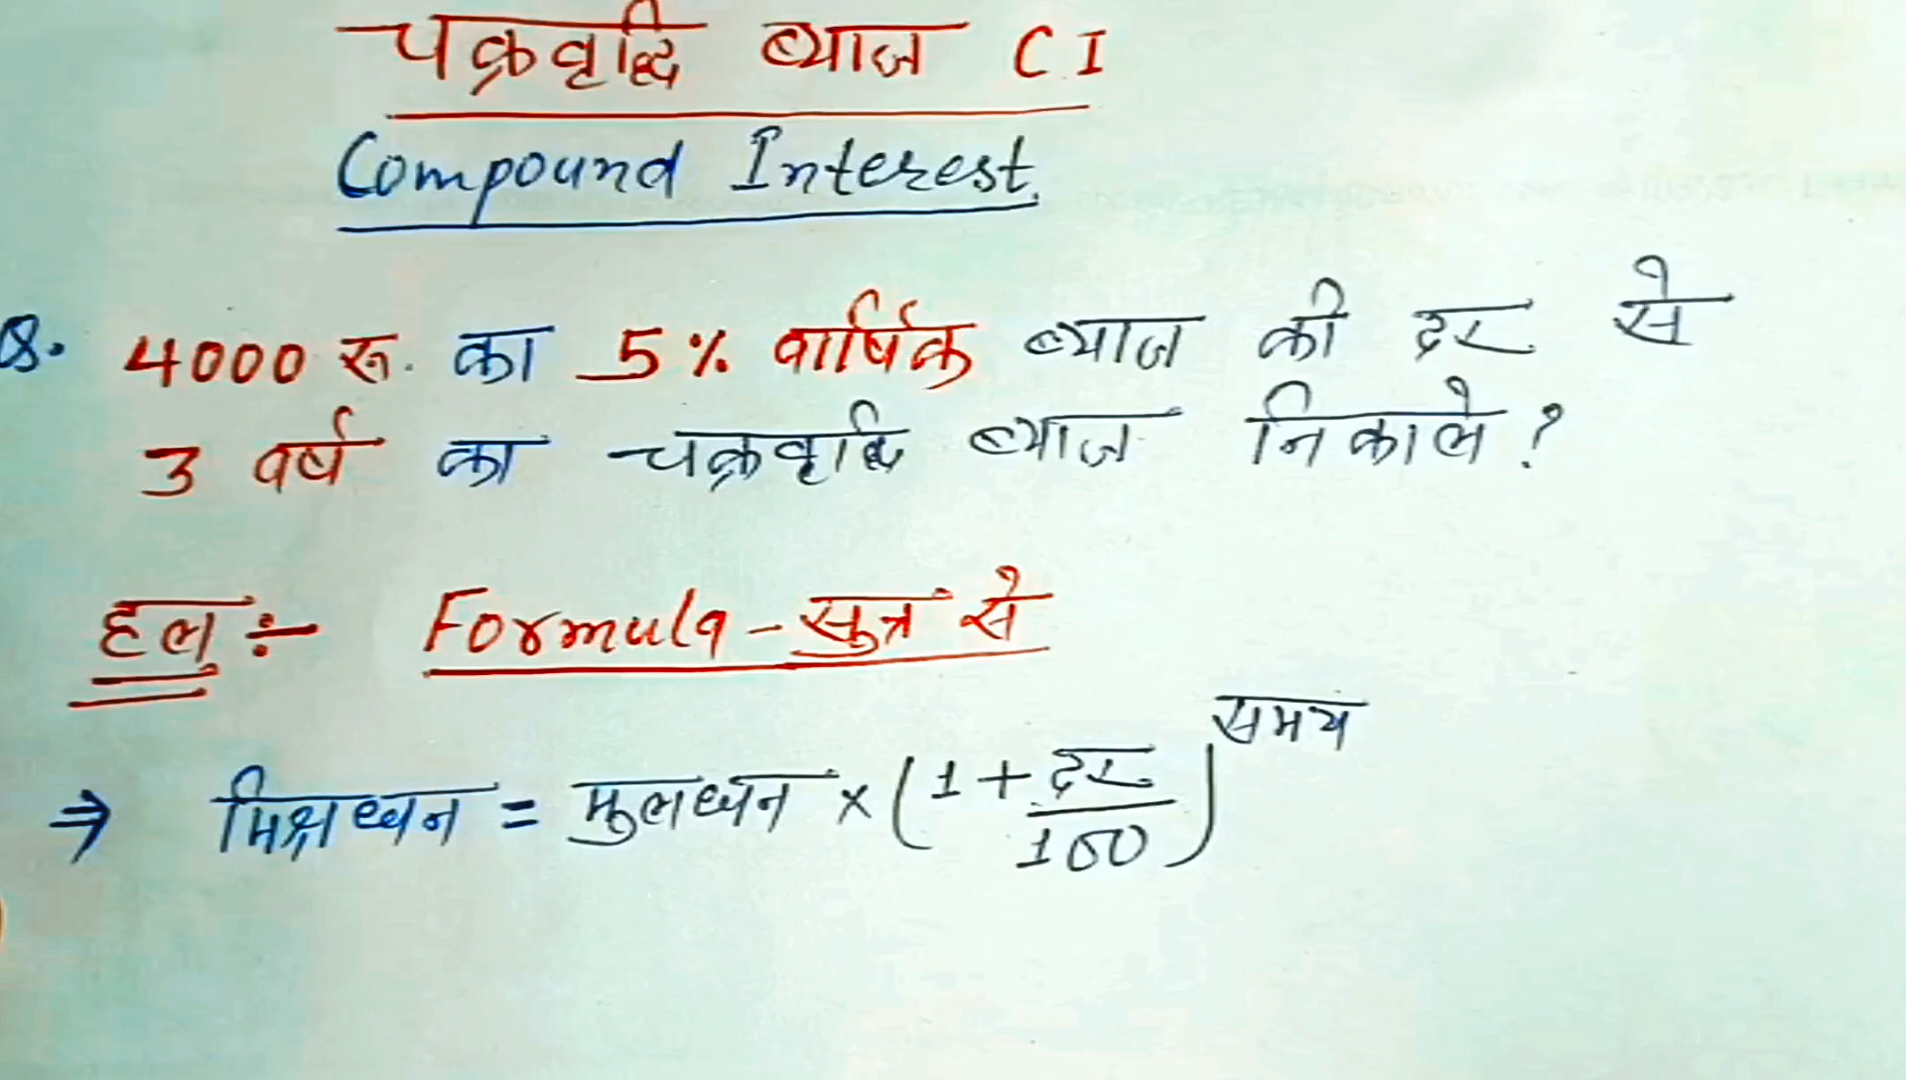 चक्रवृद्धि ब्याज CI
Compound Interest.
Q. 4000 रू. का 5% वार्षिक ब्याज की दर से
3 वर्ष का चक्रवृद्धि ब्याज निकाले?
हल :- Formula - सुत्र से
⇒ मिश्रधन = मुलधन × (1 + दर/100)^समय